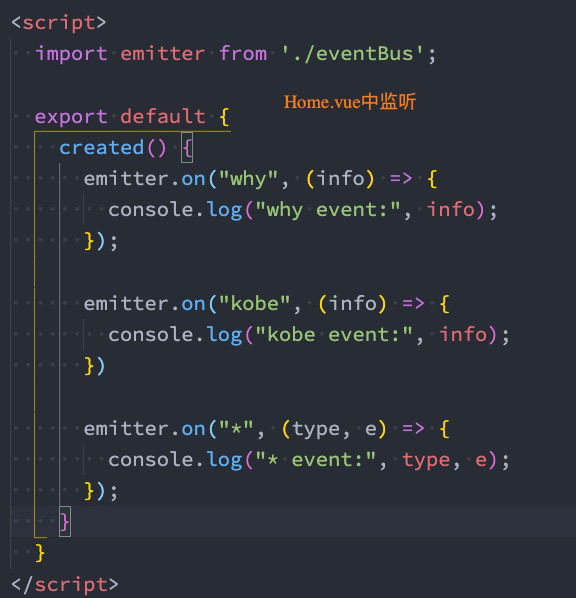 <script>
import emitter from './eventBus';
Home.vue中监听
export default {
created() {
emitter.on("why", (info) => {
console.log("why event:", info);
});
emitter.on("kobe", (info) => {
console.log("kobe event:", info);
})
emitter.on("*", (type, e) => {
console.log("* event:", type, e);
});
}
}
</script>